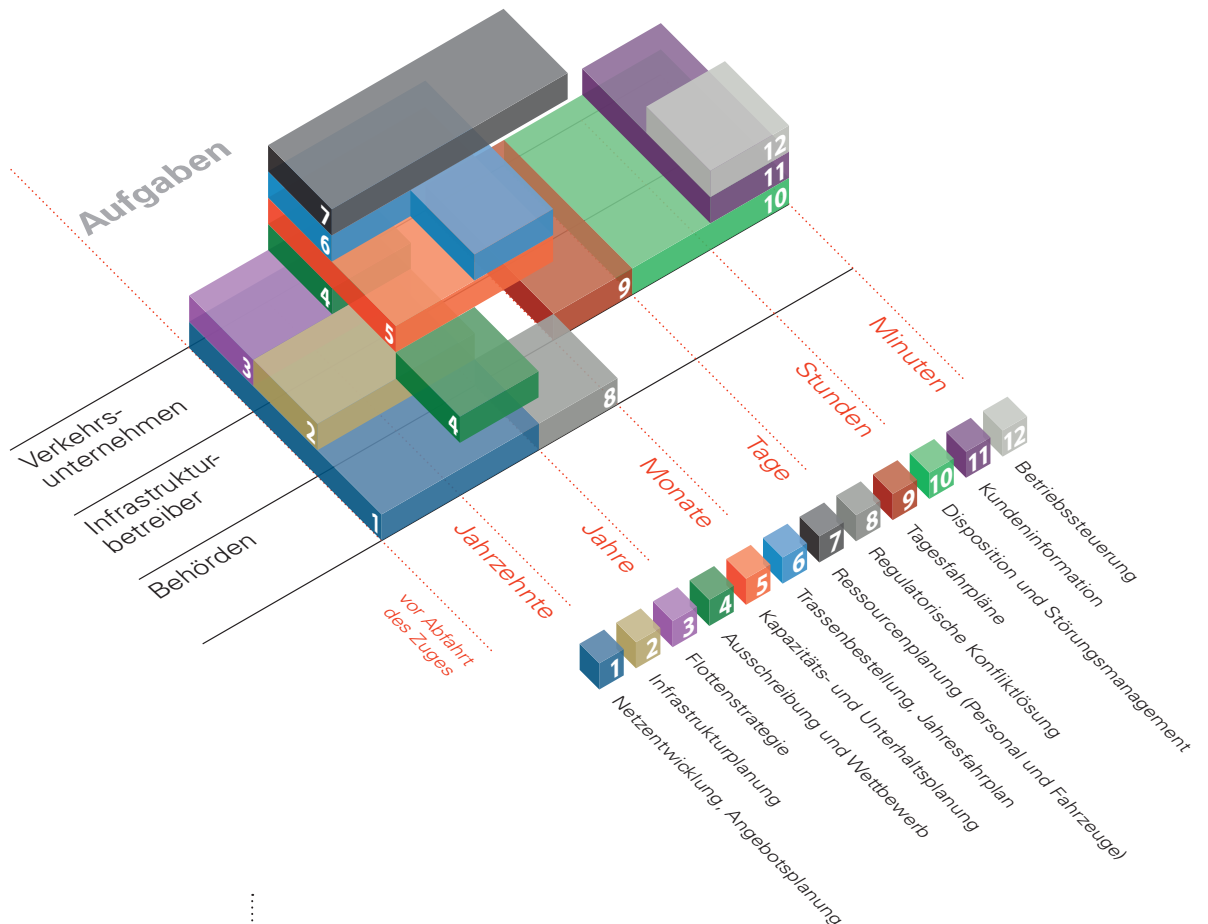 Aufgaben
7
6
4
5
3
2
4
1
8
9
12
11
10
Verkehrs-
unternehmen
Infrastruktur-
betreiber
Behörden
vor Abfahrt
des Zuges
Jahrzehnte
Jahre
Monate
Tage
Stunden
Minuten
1
Netzentwicklung, Angebotsplanung
2
Infrastrukturplanung
3
Flottenstrategie
4
Ausschreibung und Wettbewerb
5
Kapazitäts- und Unterhaltsplanung
6
Trassenbestellung, Jahresfahrplan
7
Ressourcenplanung (Personal und Fahrzeuge)
8
Regulatorische Konfliktlösung
9
Tagesfahrpläne
10
Disposition und Störungsmanagement
11
Kundeninformation
12
Betriebssteuerung